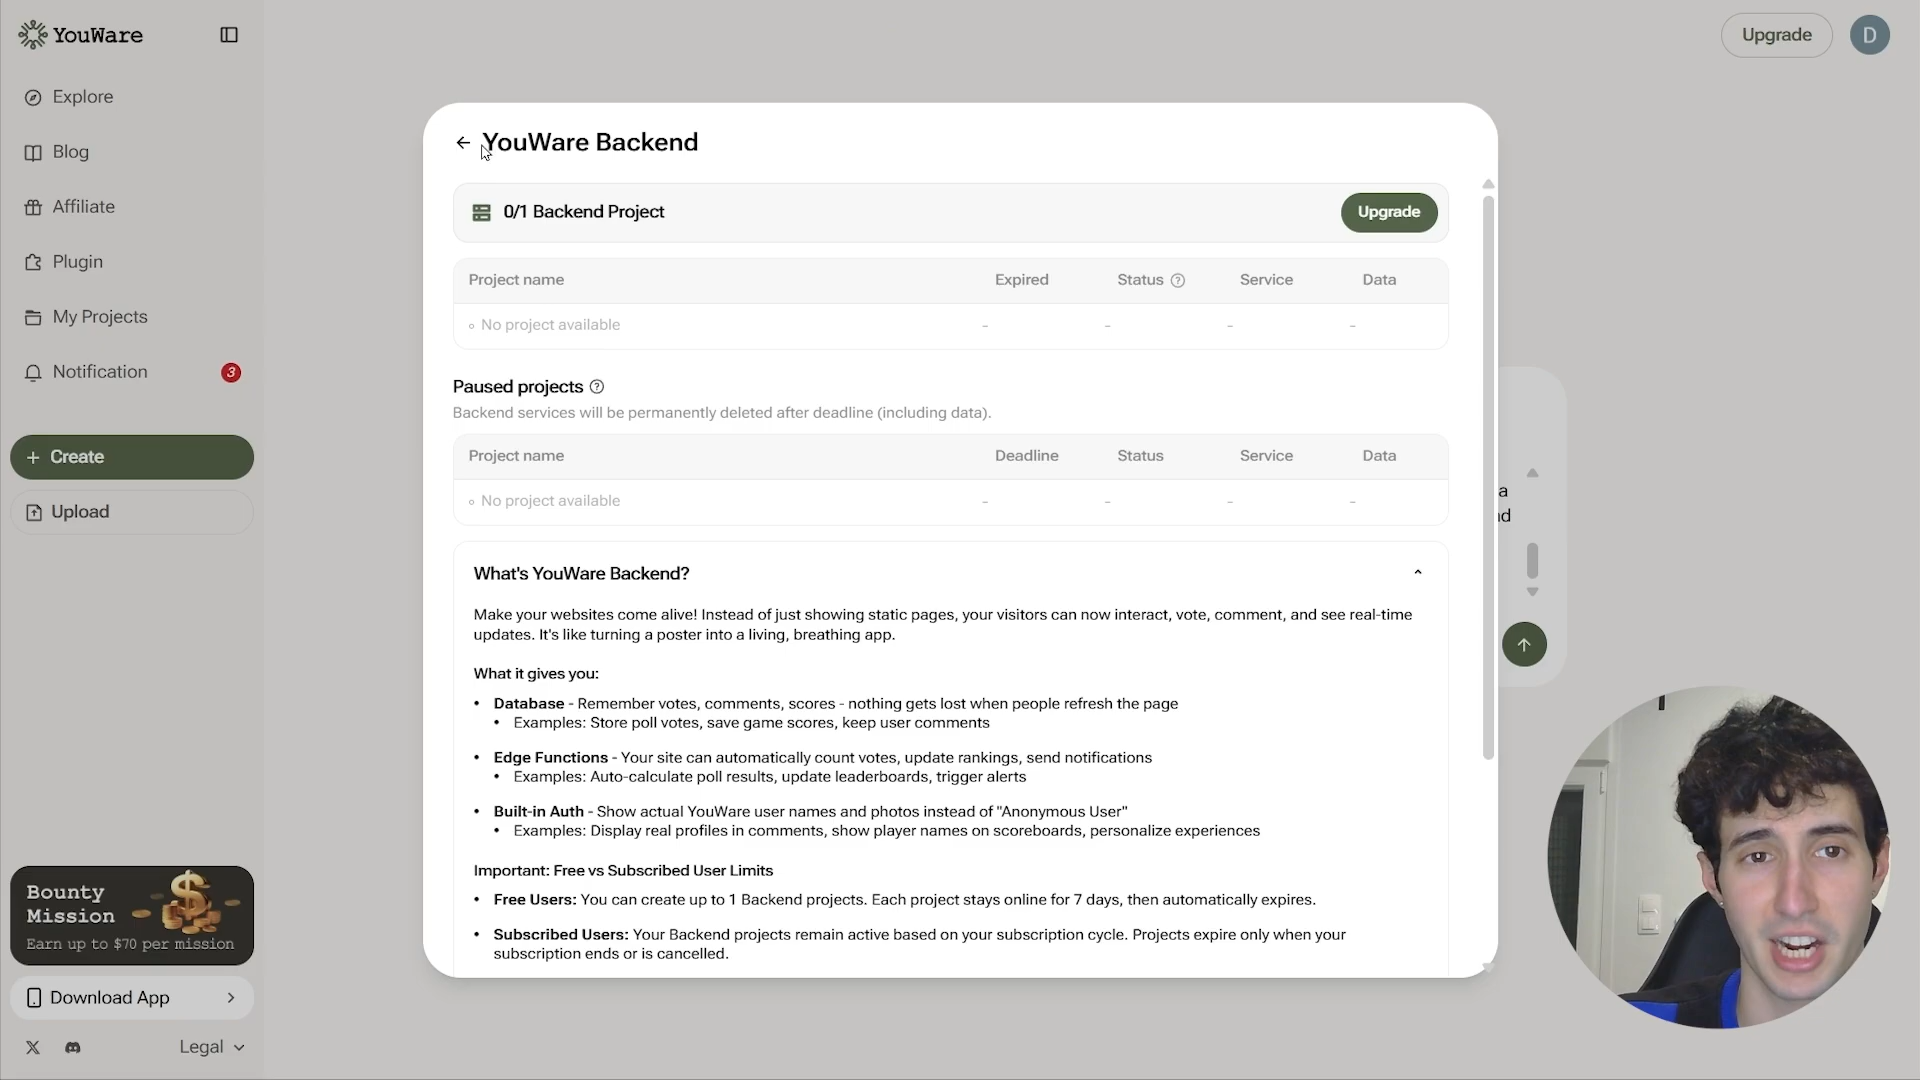 YouWare
Explore
Blog
Affiliate
Plugin
My Projects
Notification
3
+ Create
Upload
Bounty
Mission
Earn up to $70 per mission
Download App
Legal
Upgrade
D
YouWare Backend
0/1 Backend Project
Upgrade
Project name Expired Status Service Data
No project available - - - -
Paused projects
Backend services will be permanently deleted after deadline (including data).
Project name Deadline Status Service Data
No project available - - - -
What's YouWare Backend?
Make your websites come alive! Instead of just showing static pages, your visitors can now interact, vote, comment, and see real-time
updates. It's like turning a poster into a living, breathing app.
What it gives you:
• Database - Remember votes, comments, scores - nothing gets lost when people refresh the page
• Examples: Store poll votes, save game scores, keep user comments
• Edge Functions - Your site can automatically count votes, update rankings, send notifications
• Examples: Auto-calculate poll results, update leaderboards, trigger alerts
• Built-in Auth - Show actual YouWare user names and photos instead of "Anonymous User"
• Examples: Display real profiles in comments, show player names on scoreboards, personalize experiences
Important: Free vs Subscribed User Limits
• Free Users: You can create up to 1 Backend projects. Each project stays online for 7 days, then automatically expires.
• Subscribed Users: Your Backend projects remain active based on your subscription cycle. Projects expire only when your
subscription ends or is cancelled.
a